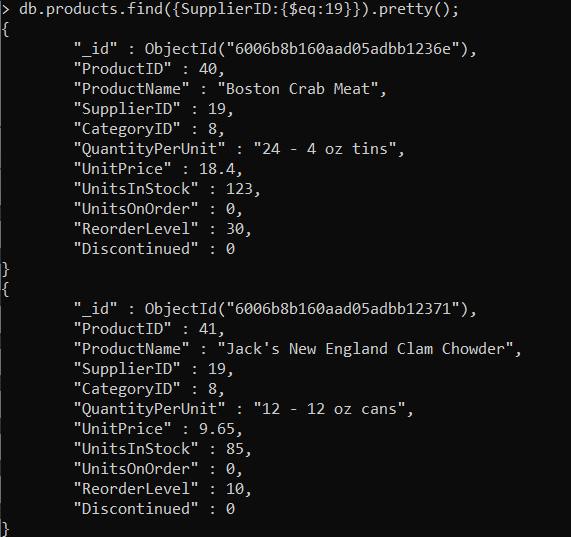 > db.products.find({SupplierID:{$eq:19}}).pretty();
{
"_id" : ObjectId("6006b8b160aad05adbb1236e"),
"ProductID" : 40,
"ProductName" : "Boston Crab Meat",
"SupplierID" : 19,
"CategoryID" : 8,
"QuantityPerUnit" : "24 - 4 oz tins",
"UnitPrice" : 18.4,
"UnitsInStock" : 123,
"UnitsOnOrder" : 0,
"ReorderLevel" : 30,
"Discontinued" : 0
}
{
"_id" : ObjectId("6006b8b160aad05adbb12371"),
"ProductID" : 41,
"ProductName" : "Jack's New England Clam Chowder",
"SupplierID" : 19,
"CategoryID" : 8,
"QuantityPerUnit" : "12 - 12 oz cans",
"UnitPrice" : 9.65,
"UnitsInStock" : 85,
"UnitsOnOrder" : 0,
"ReorderLevel" : 10,
"Discontinued" : 0
}